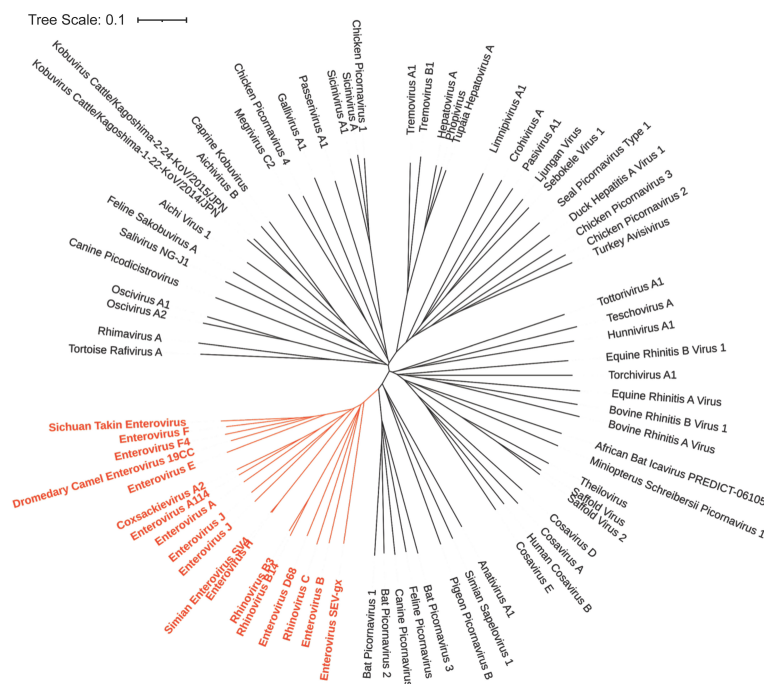 Tree Scale: 0.1
Kobuvirus Cattle/Kagoshima-2-24-KoV/2015/JPN
Kobuvirus Cattle/Kagoshima-1-22-KoV/2014/JPN
Caprine Kobuvirus
Aichivirus B
Chicken Picornavirus 4
Megrivirus C2
Gallivirus A1
Passerivirus A1
Sicinivirus A1
Sicinivirus A
Chicken Picornavirus 1
Tremovirus A1
Tremovirus B1
Hepatovirus A
Phopivirus
Tupaia Hepatovirus A
Limnipivirus A1
Crohivirus A
Pasivirus A1
Ljungan Virus
Sebokele Virus 1
Seal Picornavirus Type 1
Duck Hepatitis A Virus 1
Chicken Picornavirus 3
Chicken Picornavirus 2
Turkey Avisivirus
Tottorivirus A1
Teschovirus A
Hunnivirus A1
Equine Rhinitis B Virus 1
Torchivirus A1
Equine Rhinitis A Virus
Bovine Rhinitis B Virus 1
Bovine Rhinitis A Virus
African Bat Icavirus PREDICT-06105
Miniopterus Schreibersii Picornavirus 1
Theilovirus
Saffold Virus
Saffold Virus 2
Cosavirus D
Cosavirus A
Human Cosavirus B
Cosavirus E
Anativirus A1
Simian Sapelovirus 1
Pigeon Picornavirus B
Bat Picornavirus 3
Feline Picornavirus
Canine Picornavirus
Bat Picornavirus 2
Bat Picornavirus 1
Enterovirus SEV-gx
Enterovirus B
Rhinovirus C
Enterovirus D68
Rhinovirus B14
Rhinovirus B3
Enterovirus H
Simian Enterovirus SV4
Enterovirus J
Enterovirus J
Enterovirus A
Enterovirus A114
Coxsackievirus A2
Enterovirus E
Dromedary Camel Enterovirus 19CC
Enterovirus F4
Enterovirus F
Sichuan Takin Enterovirus
Tortoise Rafivirus A
Rhimavirus A
Oscivirus A2
Oscivirus A1
Canine Picodicistrovirus
Salivirus NG-J1
Feline Sakobuvirus A
Aichi Virus 1